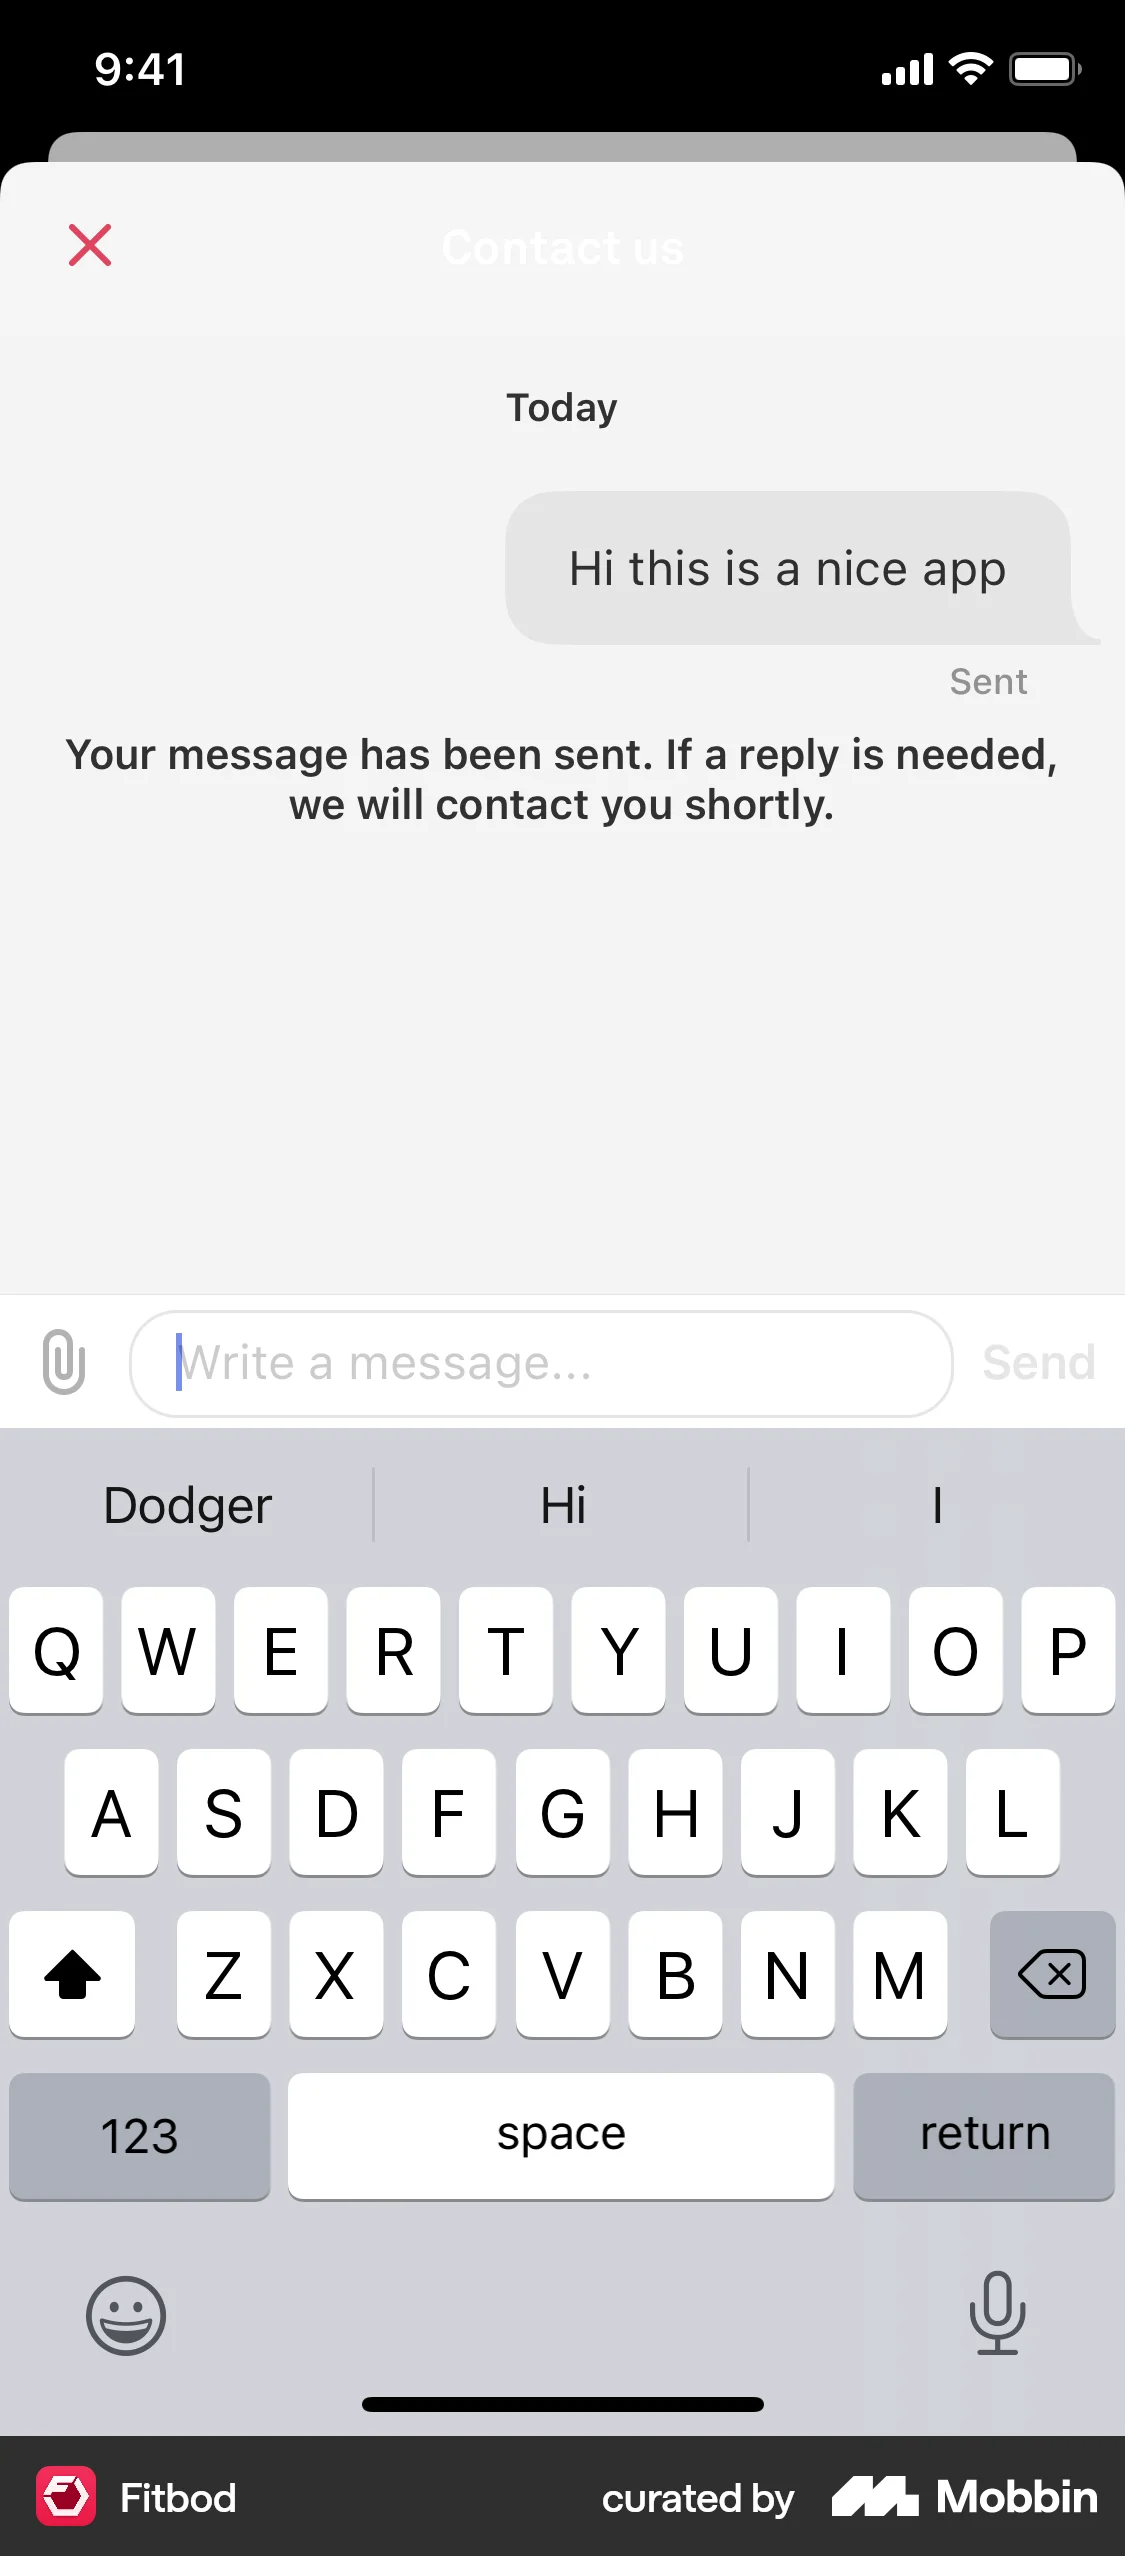 9:41
Contact us
Today
Hi this is a nice app
Sent
Your message has been sent. If a reply is needed,
we will contact you shortly.
Write a message...
Send
Dodger
Hi
I
Q W E R T Y U I O P
A S D F G H J K L
Z X C V B N M
123
space
return
Fitbod
curated by
Mobbin